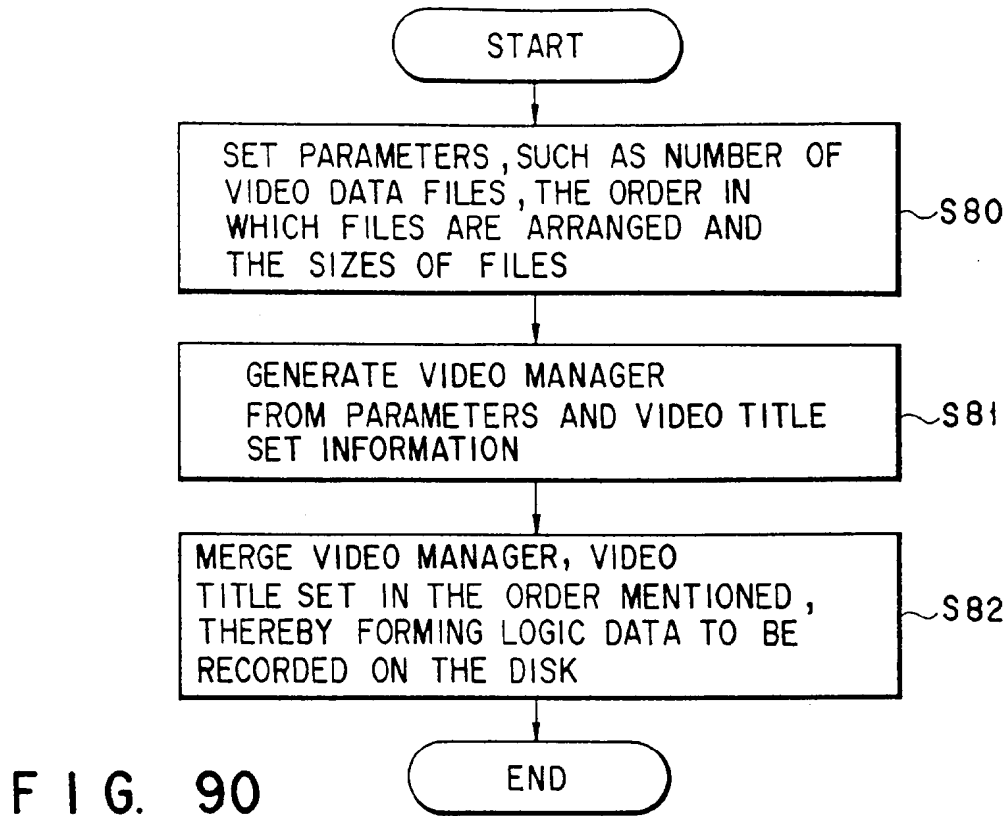 START
SET PARAMETERS, SUCH AS NUMBER OF
VIDEO DATA FILES, THE ORDER IN
WHICH FILES ARE ARRANGED AND
THE SIZES OF FILES
S80
GENERATE VIDEO MANAGER
FROM PARAMETERS AND VIDEO TITLE
SET INFORMATION
S81
MERGE VIDEO MANAGER, VIDEO
TITLE SET IN THE ORDER MENTIONED,
THEREBY FORMING LOGIC DATA TO BE
RECORDED ON THE DISK
S82
END
FIG. 90